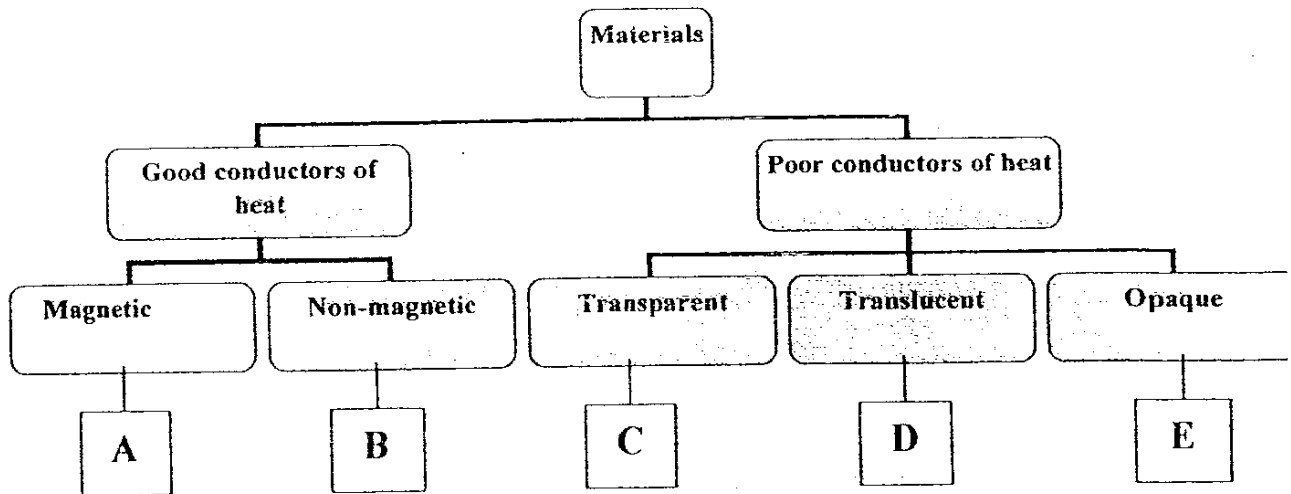 Materials
Good conductors of
heat
Poor conductors of heat
Magnetic
Non-magnetic
Transparent
Translucent
Opaque
A
B
C
D
E